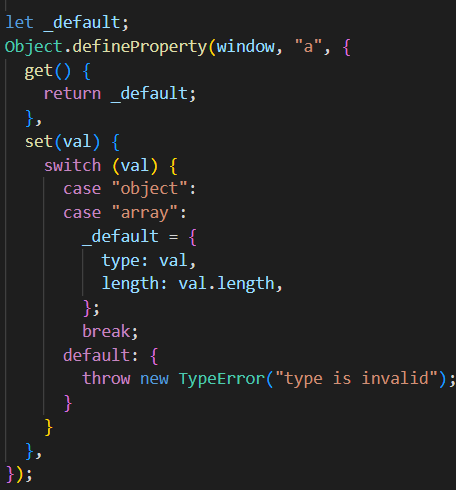 let _default;
Object.defineProperty(window, "a", {
  get() {
    return _default;
  },
  set(val) {
    switch (val) {
      case "object":
      case "array":
        _default = {
          type: val,
          length: val.length,
        };
        break;
      default: {
        throw new TypeError("type is invalid");
      }
    }
  },
});